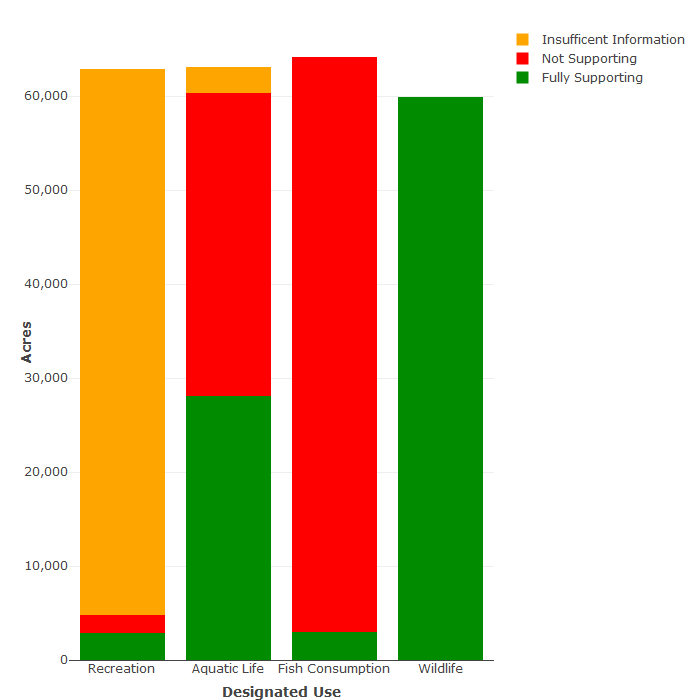 Insufficent Information
Not Supporting
Fully Supporting
60,000
50,000
40,000
30,000
20,000
10,000
0
Acres
Recreation
Aquatic Life
Fish Consumption
Wildlife
Designated Use